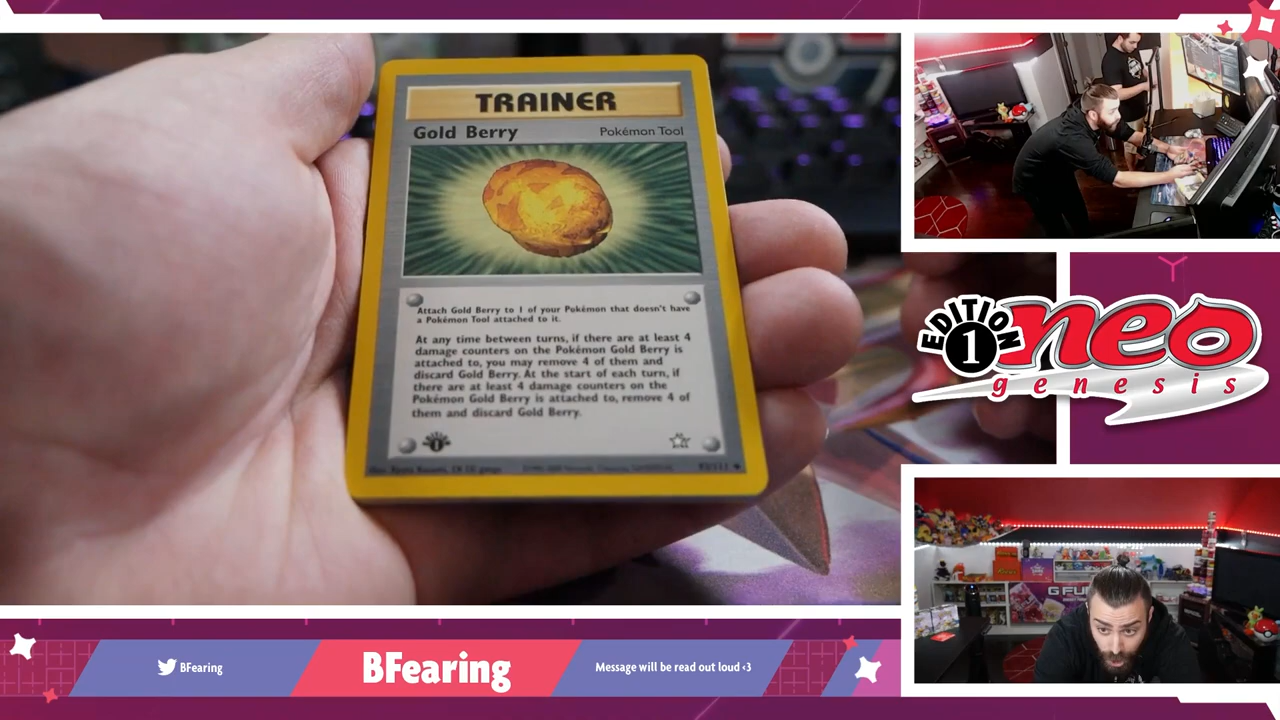 TRAINER
Gold Berry
Pokémon Tool
Attach Gold Berry to 1 of your Pokémon that doesn't have
a Pokémon Tool attached to it.
At any time between turns, if there are at least 4
damage counters on the Pokémon Gold Berry is
attached to, you may remove 4 of them and
discard Gold Berry. At the start of each turn, if
there are at least 4 damage counters on the
Pokémon Gold Berry is attached to, remove 4 of
them and discard Gold Berry.
1
EDITION
1
neo
genesis
G FU
BFearing
BFearing
Message will be read out loud <3